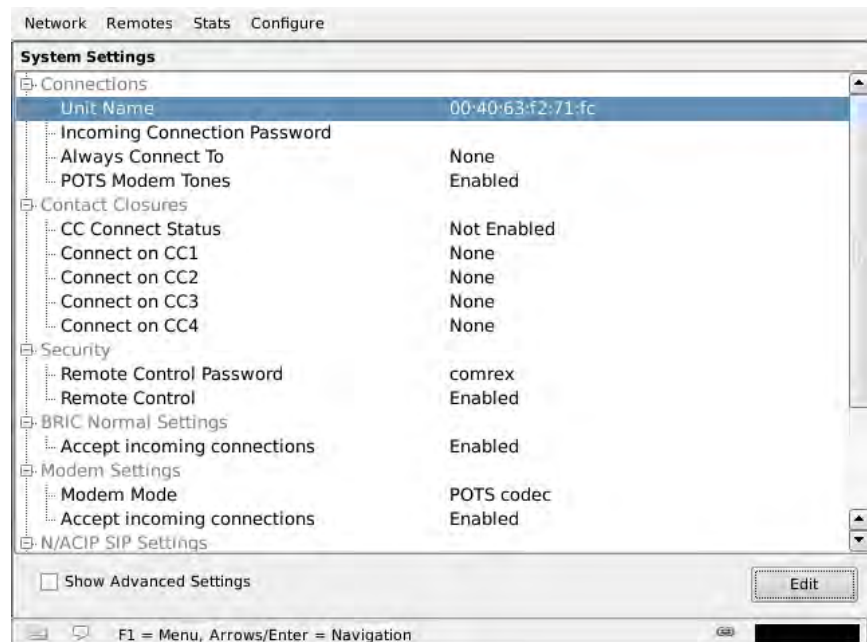 Network Remotes Stats Configure
System Settings
Connections
Unit Name 00:40:63:f2:71:fc
Incoming Connection Password
Always Connect To None
POTS Modem Tones Enabled
Contact Closures
CC Connect Status Not Enabled
Connect on CC1 None
Connect on CC2 None
Connect on CC3 None
Connect on CC4 None
Security
Remote Control Password comrex
Remote Control Enabled
BRIC Normal Settings
Accept incoming connections Enabled
Modem Settings
Modem Mode POTS codec
Accept incoming connections Enabled
N/ACIP SIP Settings
Show Advanced Settings Edit
F1 = Menu, Arrows/Enter = Navigation